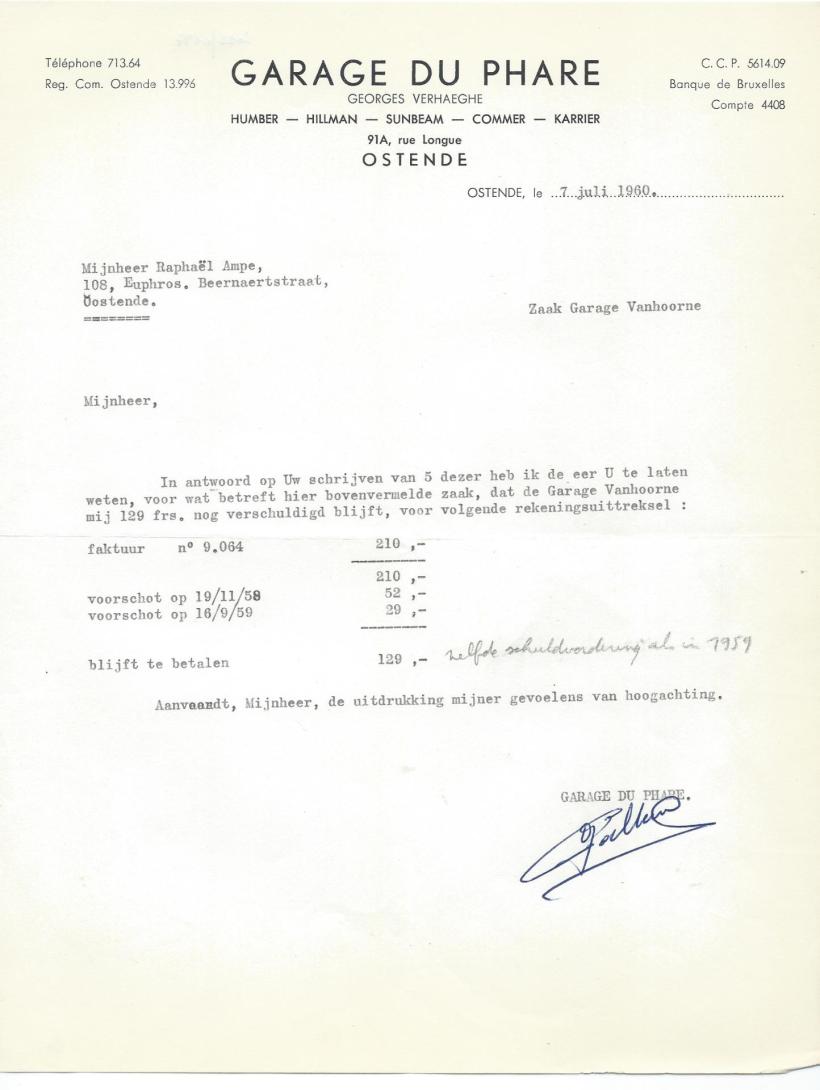 Téléphone 713.64
Reg. Com. Ostende 13.996
GARAGE DU PHARE
GEORGES VERHAEGHE
HUMBER — HILLMAN — SUNBEAM — COMMER — KARRIER
91A, rue Longue
OSTENDE
C. C. P. 5614.09
Banque de Bruxelles
Compte 4408
OSTENDE, le 7 juli 1960.
Mijnheer Raphaël Ampe,
108, Euphros. Beernaertstraat,
Oostende.
========
Zaak Garage Vanhoorne
Mijnheer,
In antwoord op Uw schrijven van 5 dezer heb ik de eer U te laten
weten, voor wat betreft hier bovenvermelde zaak, dat de Garage Vanhoorne
mij 129 frs. nog verschuldigd blijft, voor volgende rekeningsuittreksel :
faktuur n° 9.064 210 ,-
210 ,-
voorschot op 19/11/58 52 ,-
voorschot op 16/9/59 29 ,-
blijft te betalen 129 ,- zelfde schuldvordering als in 1959
Aanvaandt, Mijnheer, de uitdrukking mijner gevoelens van hoogachting.
GARAGE DU PHARE.